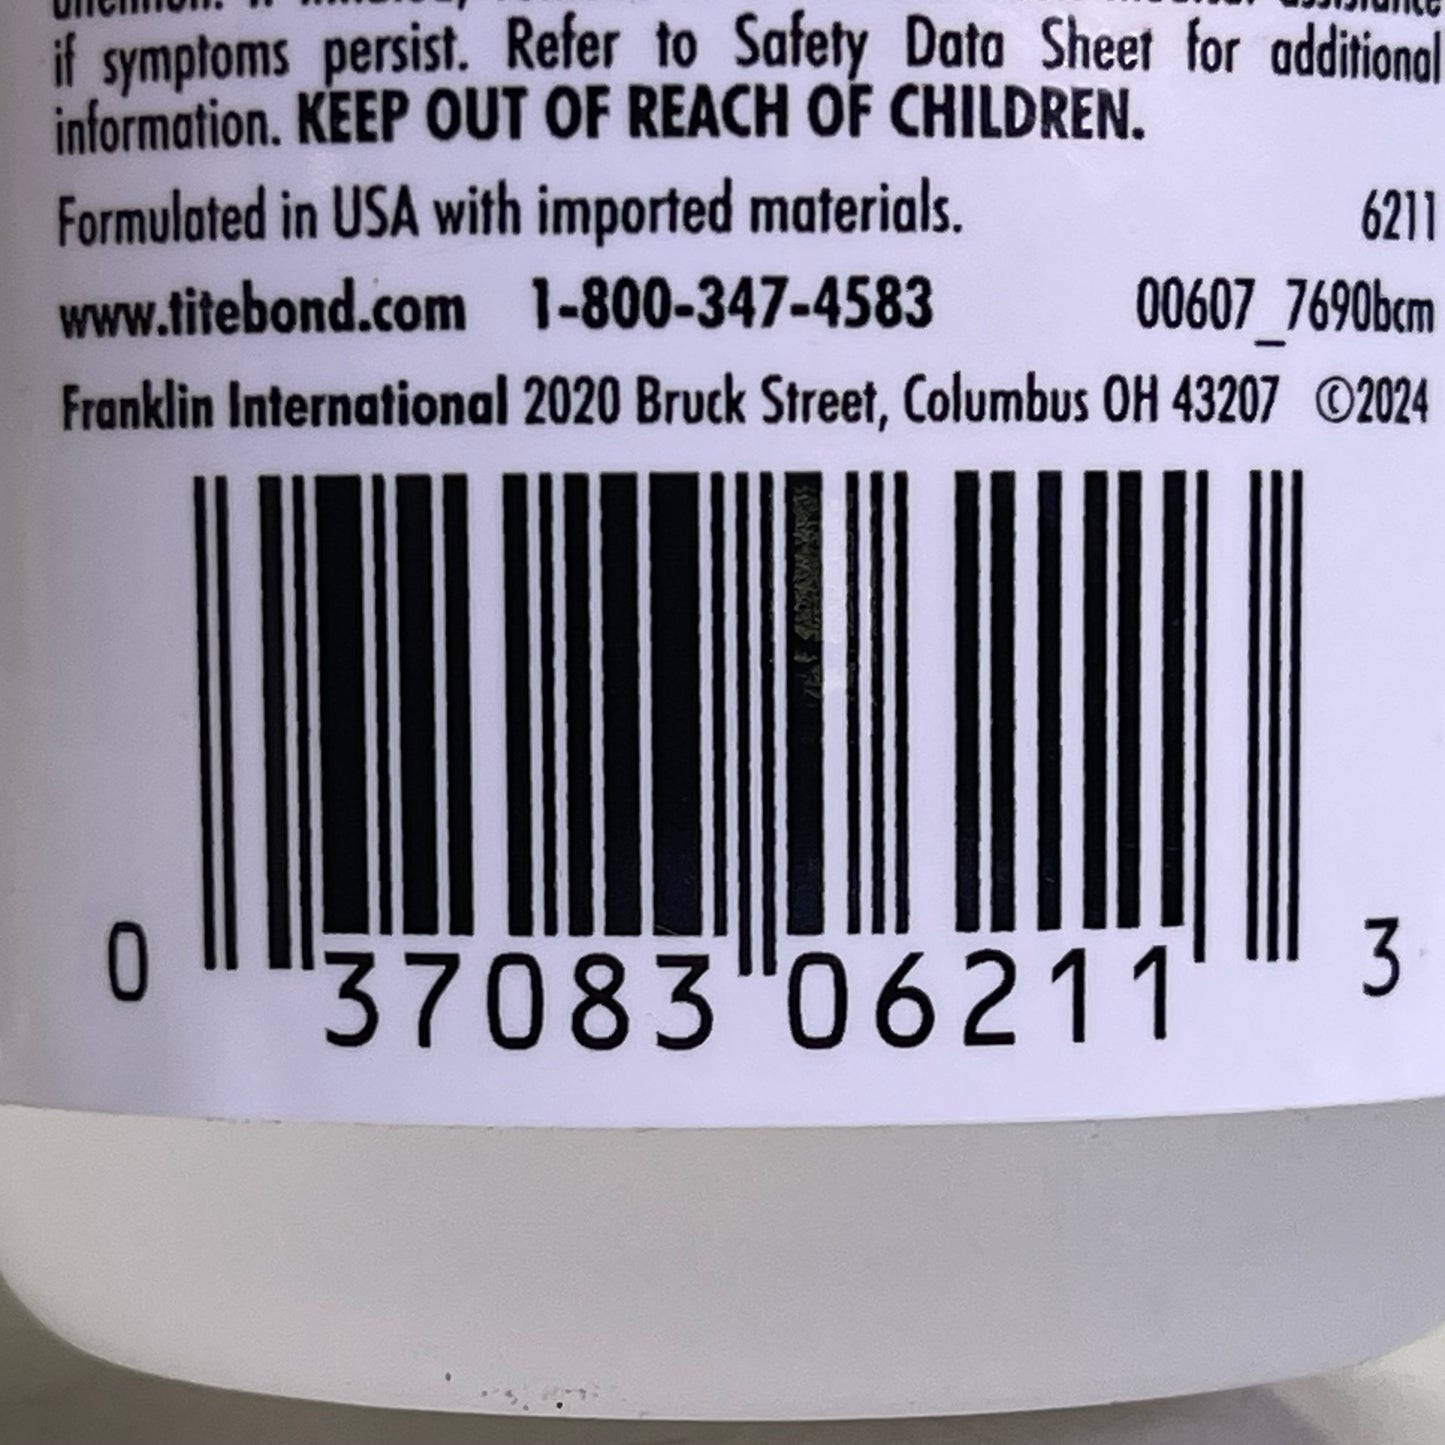 if symptoms persist. Refer to Safety Data Sheet for additional
information. KEEP OUT OF REACH OF CHILDREN.
Formulated in USA with imported materials. 6211
www.titebond.com 1-800-347-4583 00607_7690bcm
Franklin International 2020 Bruck Street, Columbus OH 43207 ©2024
0 37083 06211 3